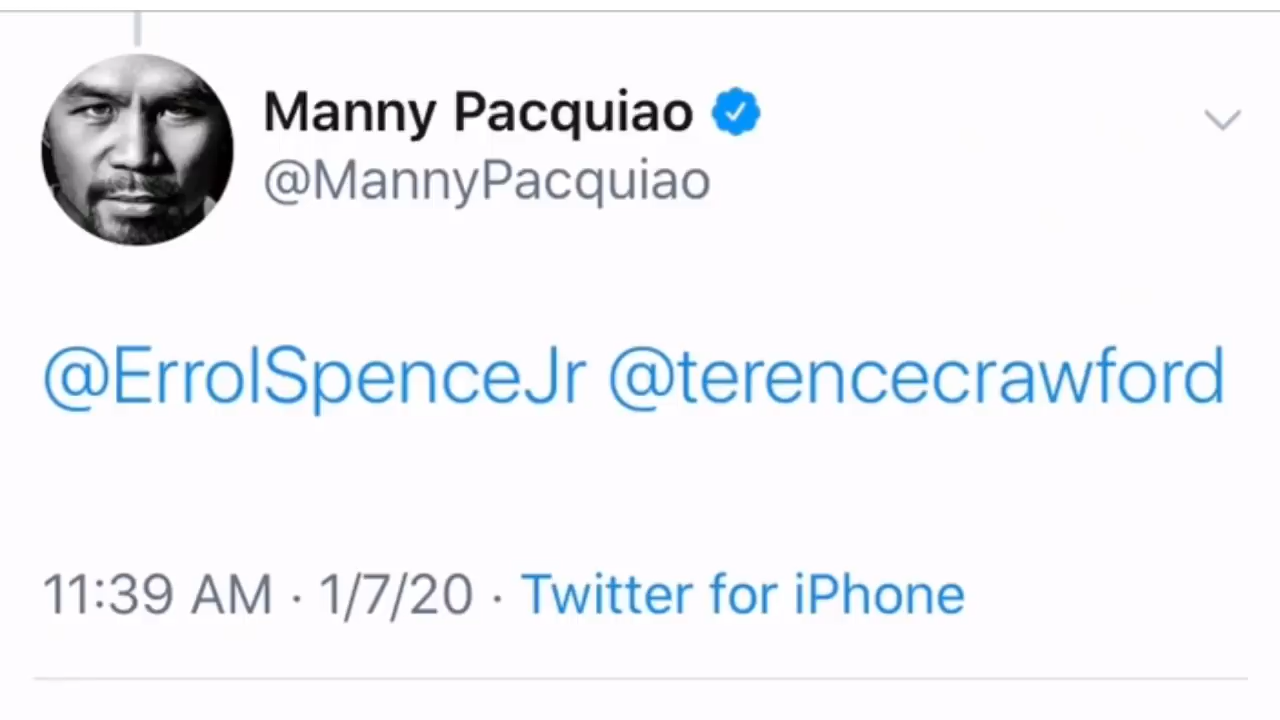 Manny Pacquiao
@MannyPacquiao
@ErrolSpenceJr @terencecrawford
11:39 AM · 1/7/20 · Twitter for iPhone